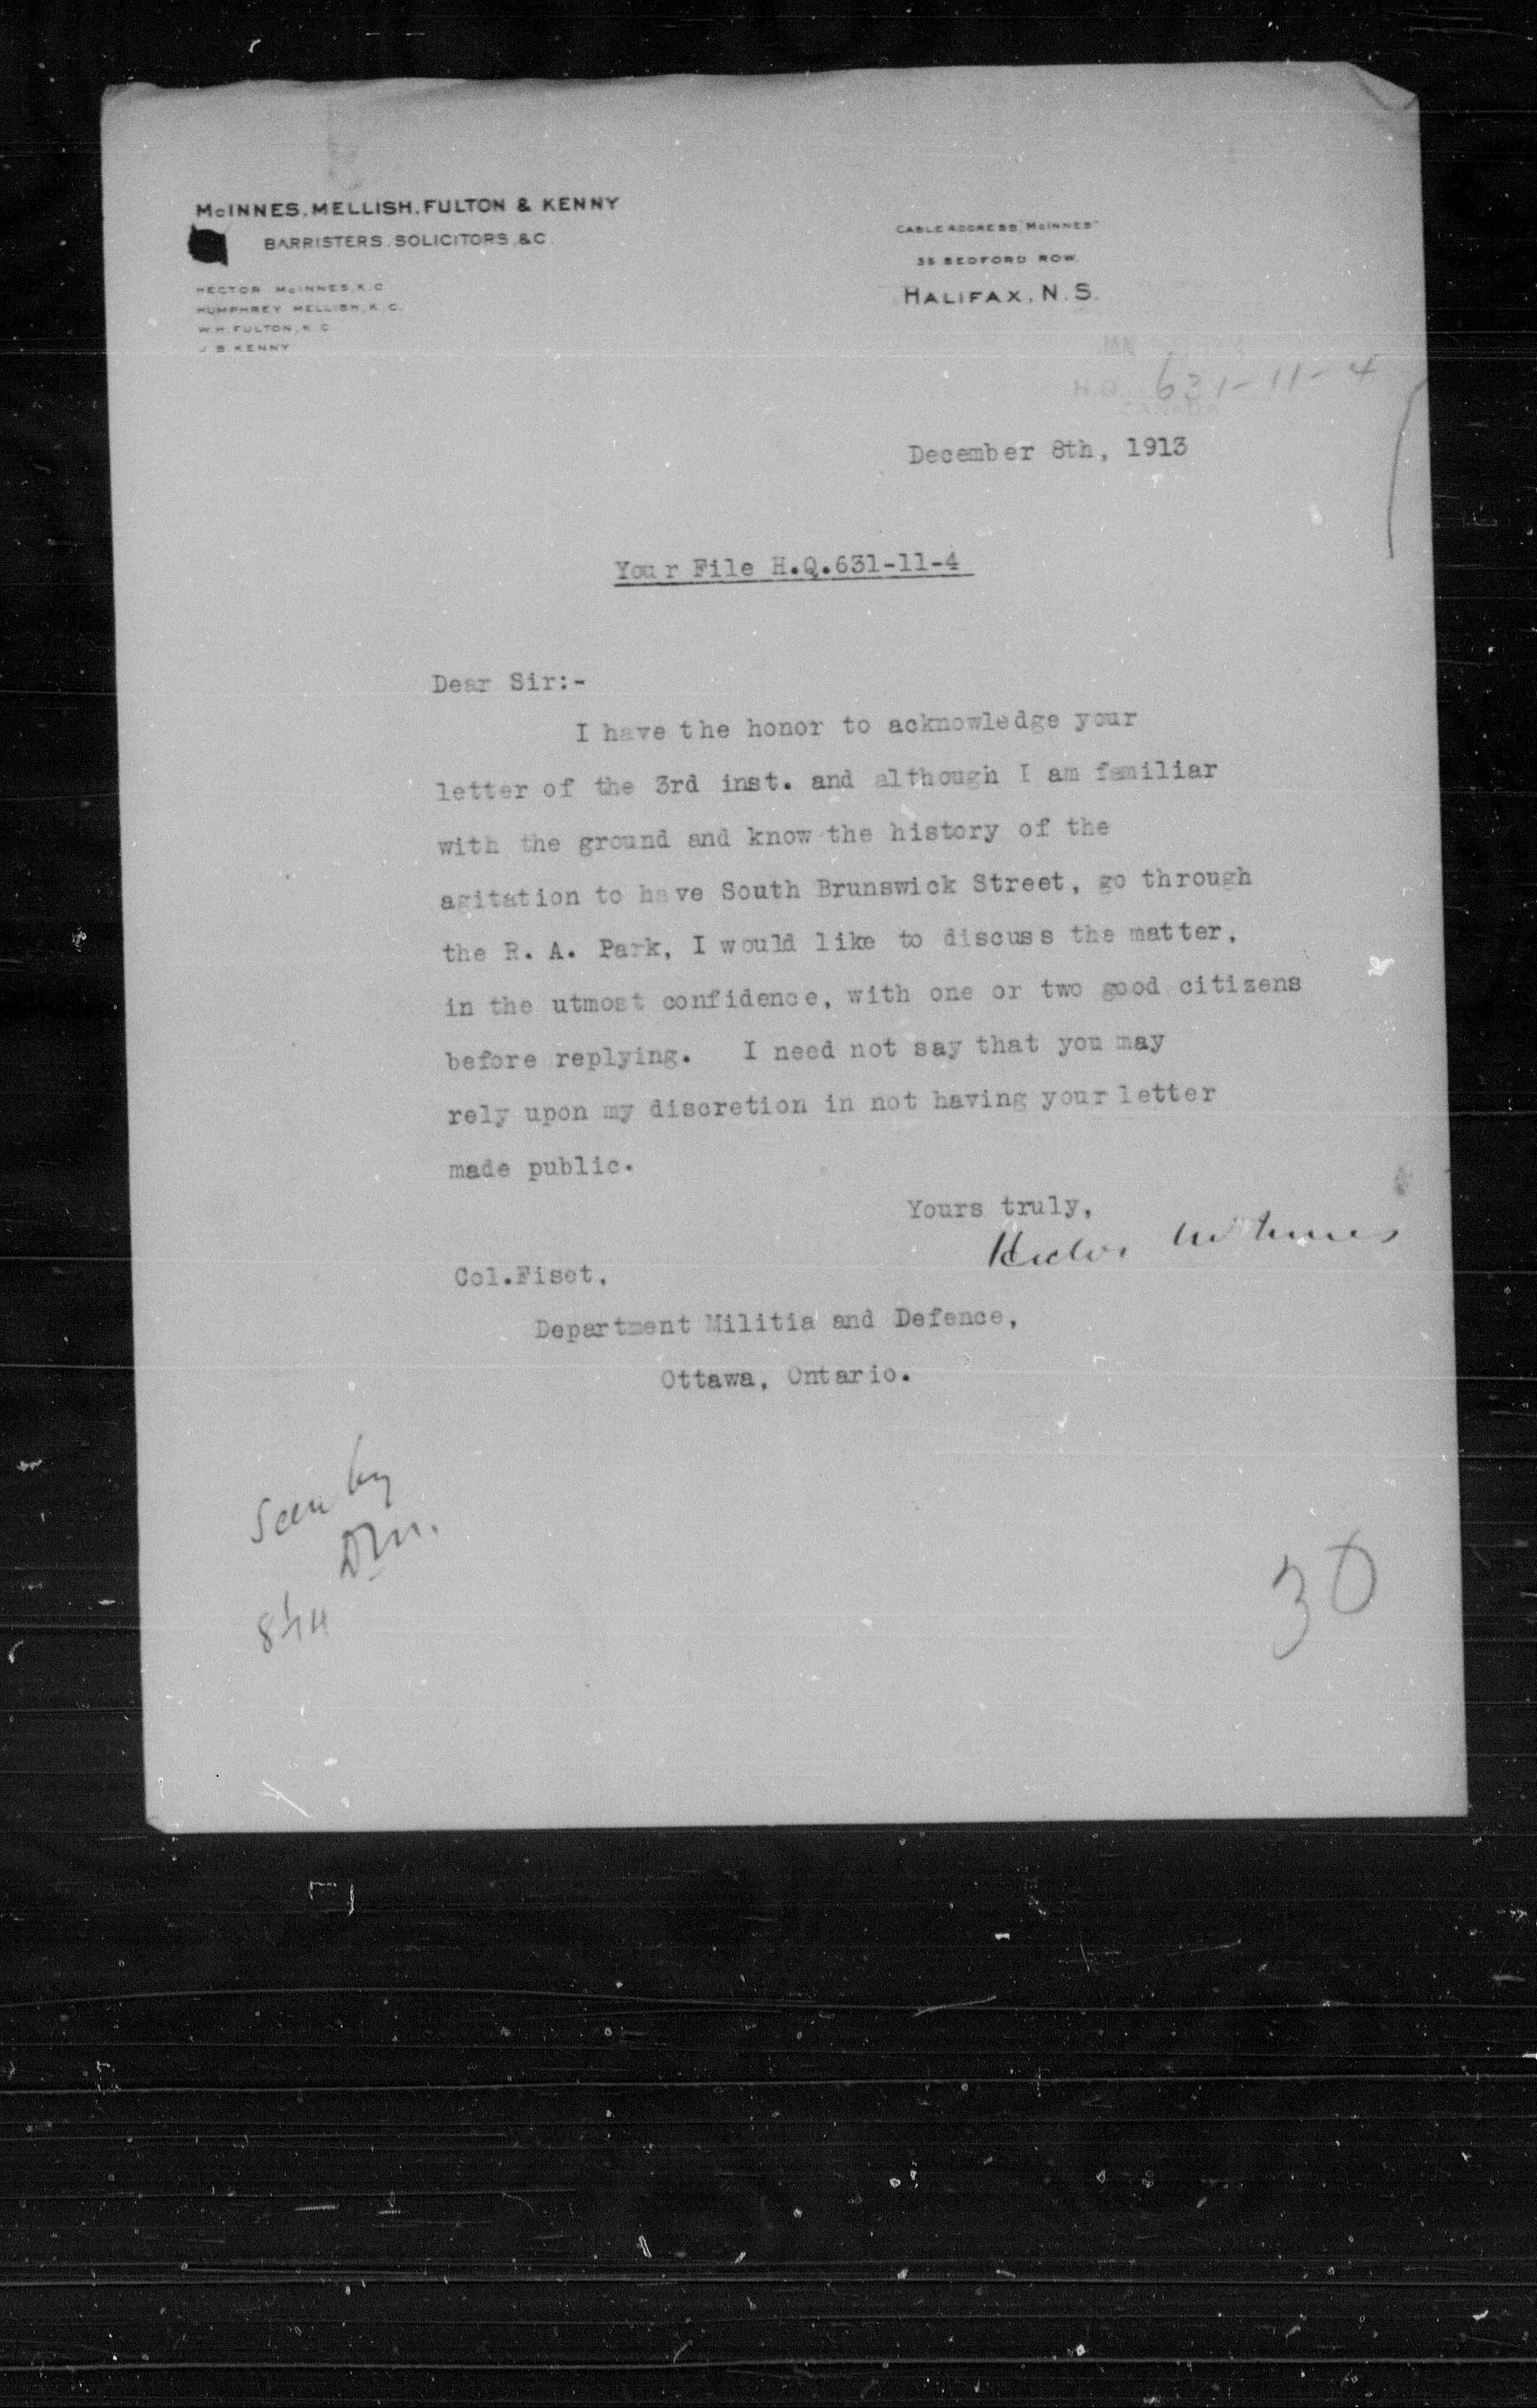 McINNES, MELLISH, FULTON & KENNY
BARRISTERS, SOLICITORS, &C.
HECTOR McINNES, K.C.
HUMPHREY MELLISH, K.C.
W.H. FULTON, K.C.
J.B. KENNY
CABLE ADDRESS, "McINNES"
35 BEDFORD ROW,
HALIFAX, N.S.
H Q 631-11-4
CANADA
December 8th, 1913
Your File H.Q.631-11-4
Dear Sir:-
I have the honor to acknowledge your
letter of the 3rd inst. and although I am familiar
with the ground and know the history of the
agitation to have South Brunswick Street, go through
the R. A. Park, I would like to discuss the matter,
in the utmost confidence, with one or two good citizens
before replying. I need not say that you may
rely upon my discretion in not having your letter
made public.
Yours truly,
Hector McInnes
Col.Fiset,
Department Militia and Defence,
Ottawa, Ontario.
Seen by
DM.
30